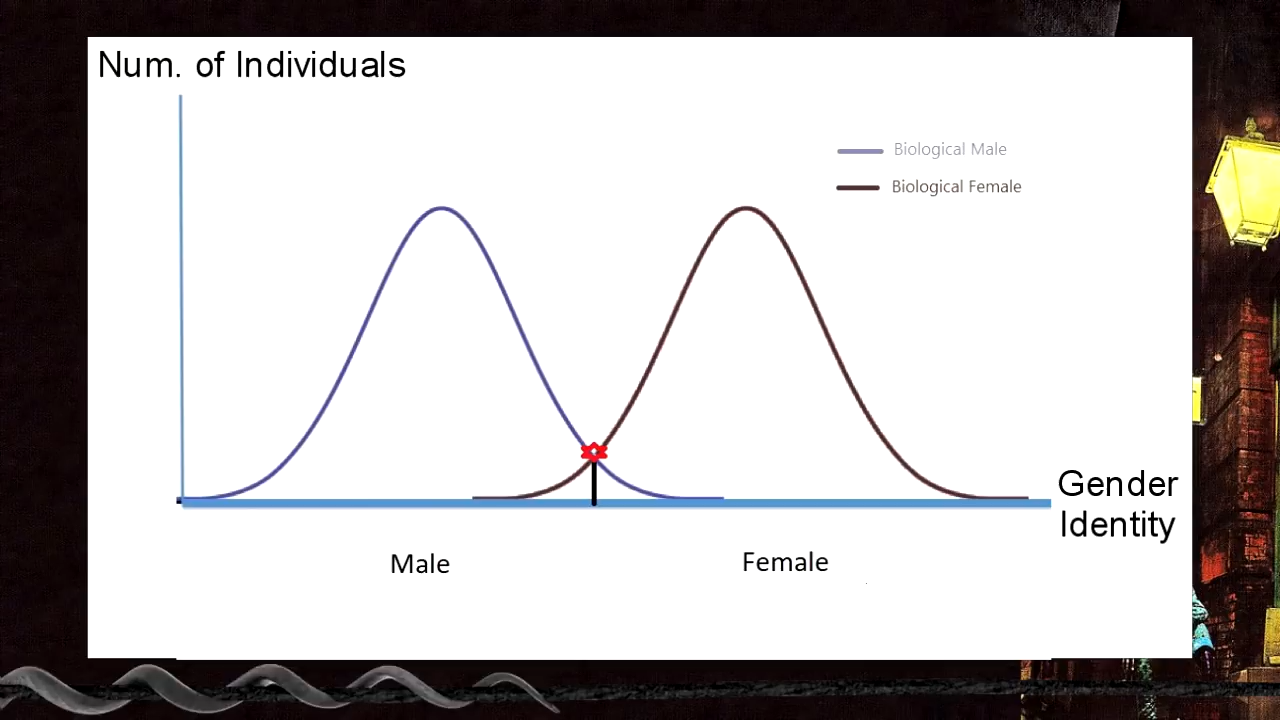 Num. of Individuals
Biological Male
Biological Female
Gender
Identity
Male
Female